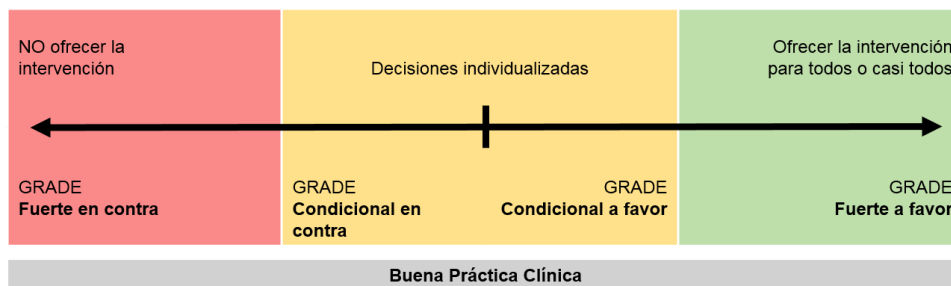 NO ofrecer la
intervención
Decisiones individualizadas
Ofrecer la intervención
para todos o casi todos
GRADE
Fuerte en contra
GRADE
Condicional en
contra
GRADE
Condicional a favor
GRADE
Fuerte a favor
Buena Práctica Clínica